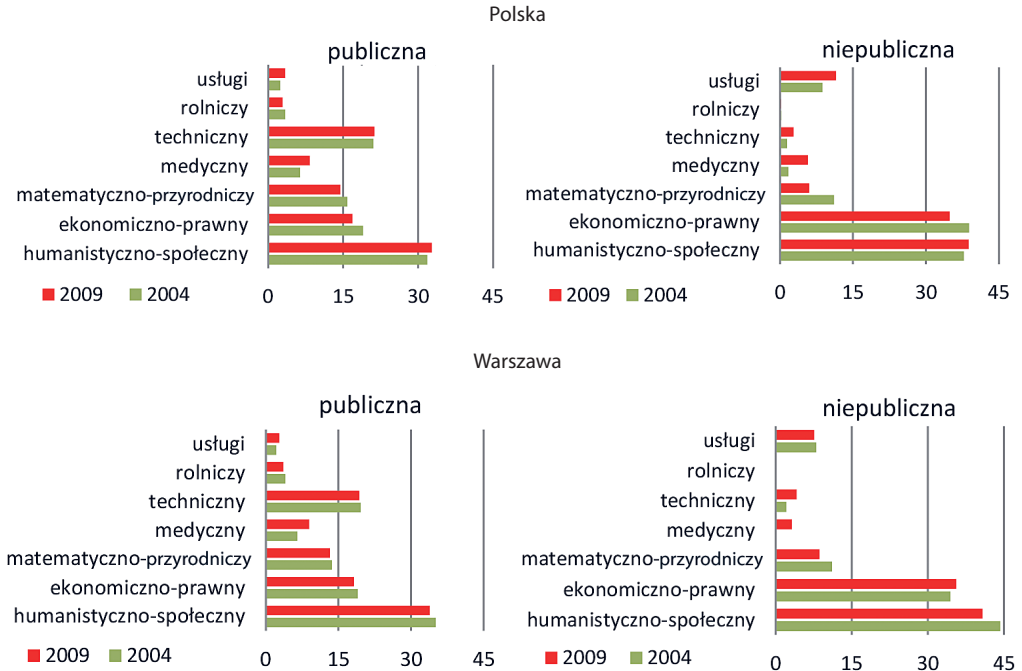 Polska
publiczna
usługi
rolniczy
techniczny
medyczny
matematyczno-przyrodniczy
ekonomiczno-prawny
humanistyczno-społeczny
0 15 30 45
2009 2004
niepubliczna
usługi
rolniczy
techniczny
medyczny
matematyczno-przyrodniczy
ekonomiczno-prawny
humanistyczno-społeczny
0 15 30 45
2009 2004
Warszawa
publiczna
usługi
rolniczy
techniczny
medyczny
matematyczno-przyrodniczy
ekonomiczno-prawny
humanistyczno-społeczny
0 15 30 45
2009 2004
niepubliczna
usługi
rolniczy
techniczny
medyczny
matematyczno-przyrodniczy
ekonomiczno-prawny
humanistyczno-społeczny
0 15 30 45
2009 2004